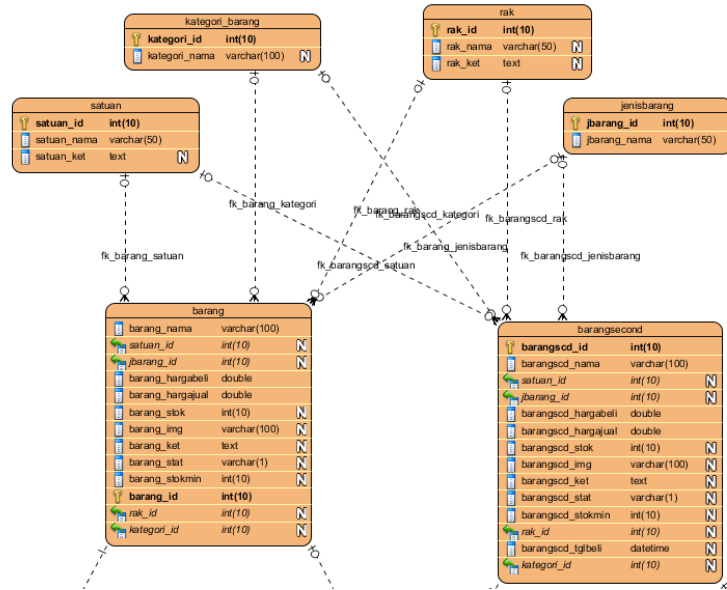 kategori_barang
kategori_id int(10)
kategori_nama varchar(100) N
rak
rak_id int(10)
rak_nama varchar(50) N
rak_ket text N
satuan
satuan_id int(10)
satuan_nama varchar(50)
satuan_ket text N
jenisbarang
jbarang_id int(10)
jbarang_nama varchar(50)
fk_barang_kategori
fk_barang_rak
fk_barangscd_kategori
fk_barangscd_rak
fk_barang_satuan
fk_barangscd_satuan
fk_barang_jenisbarang
fk_barangscd_jenisbarang
barang
barang_nama varchar(100)
satuan_id int(10) N
jbarang_id int(10) N
barang_hargabeli double
barang_hargajual double
barang_stok int(10) N
barang_img varchar(100) N
barang_ket text N
barang_stat varchar(1) N
barang_stokmin int(10) N
barang_id int(10)
rak_id int(10) N
kategori_id int(10) N
barangsecond
barangscd_id int(10)
barangscd_nama varchar(100)
satuan_id int(10) N
jbarang_id int(10) N
barangscd_hargabeli double
barangscd_hargajual double
barangscd_stok int(10) N
barangscd_img varchar(100) N
barangscd_ket text N
barangscd_stat varchar(1) N
barangscd_stokmin int(10) N
rak_id int(10) N
barangscd_tglbeli datetime N
kategori_id int(10) N